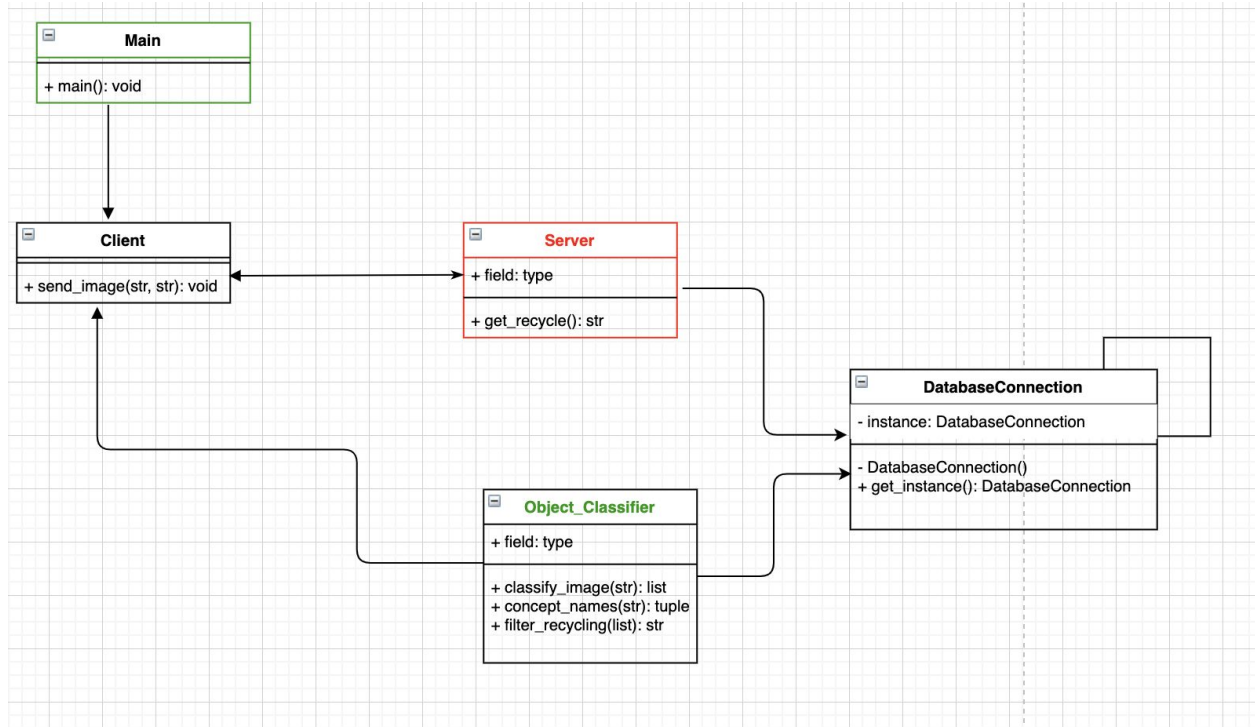 Main
+ main(): void
Client
+ send_image(str, str): void
Server
+ field: type
+ get_recycle(): str
DatabaseConnection
- instance: DatabaseConnection
- DatabaseConnection()
+ get_instance(): DatabaseConnection
Object_Classifier
+ field: type
+ classify_image(str): list
+ concept_names(str): tuple
+ filter_recycling(list): str